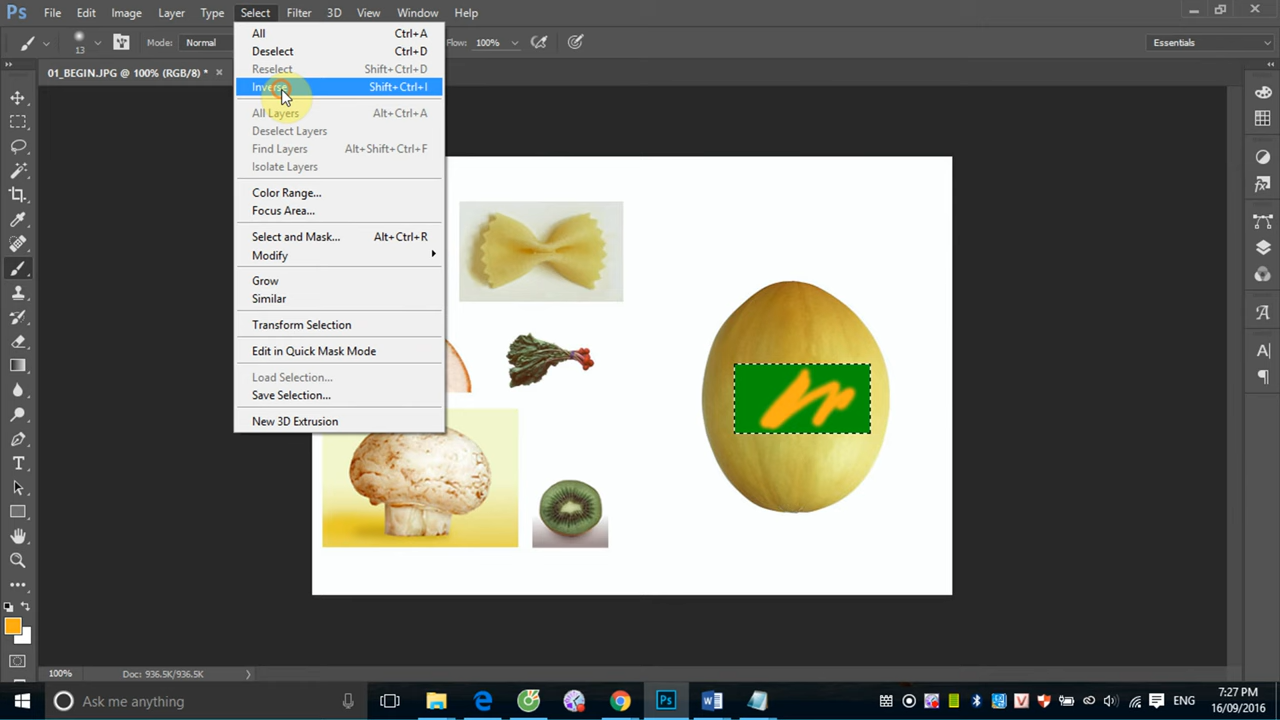 Ps File Edit Image Layer Type Select Filter 3D View Window Help
13 Mode: Normal Flow: 100% Essentials
01_BEGIN.JPG @ 100% (RGB/8) * ×
All Ctrl+A
Deselect Ctrl+D
Reselect Shift+Ctrl+D
Inverse Shift+Ctrl+I
All Layers Alt+Ctrl+A
Deselect Layers
Find Layers Alt+Shift+Ctrl+F
Isolate Layers
Color Range...
Focus Area...
Select and Mask... Alt+Ctrl+R
Modify
Grow
Similar
Transform Selection
Edit in Quick Mask Mode
Load Selection...
Save Selection...
New 3D Extrusion
100% Doc: 936.5K/936.5K
Ask me anything
Ps
ENG
7:27 PM
16/09/2016